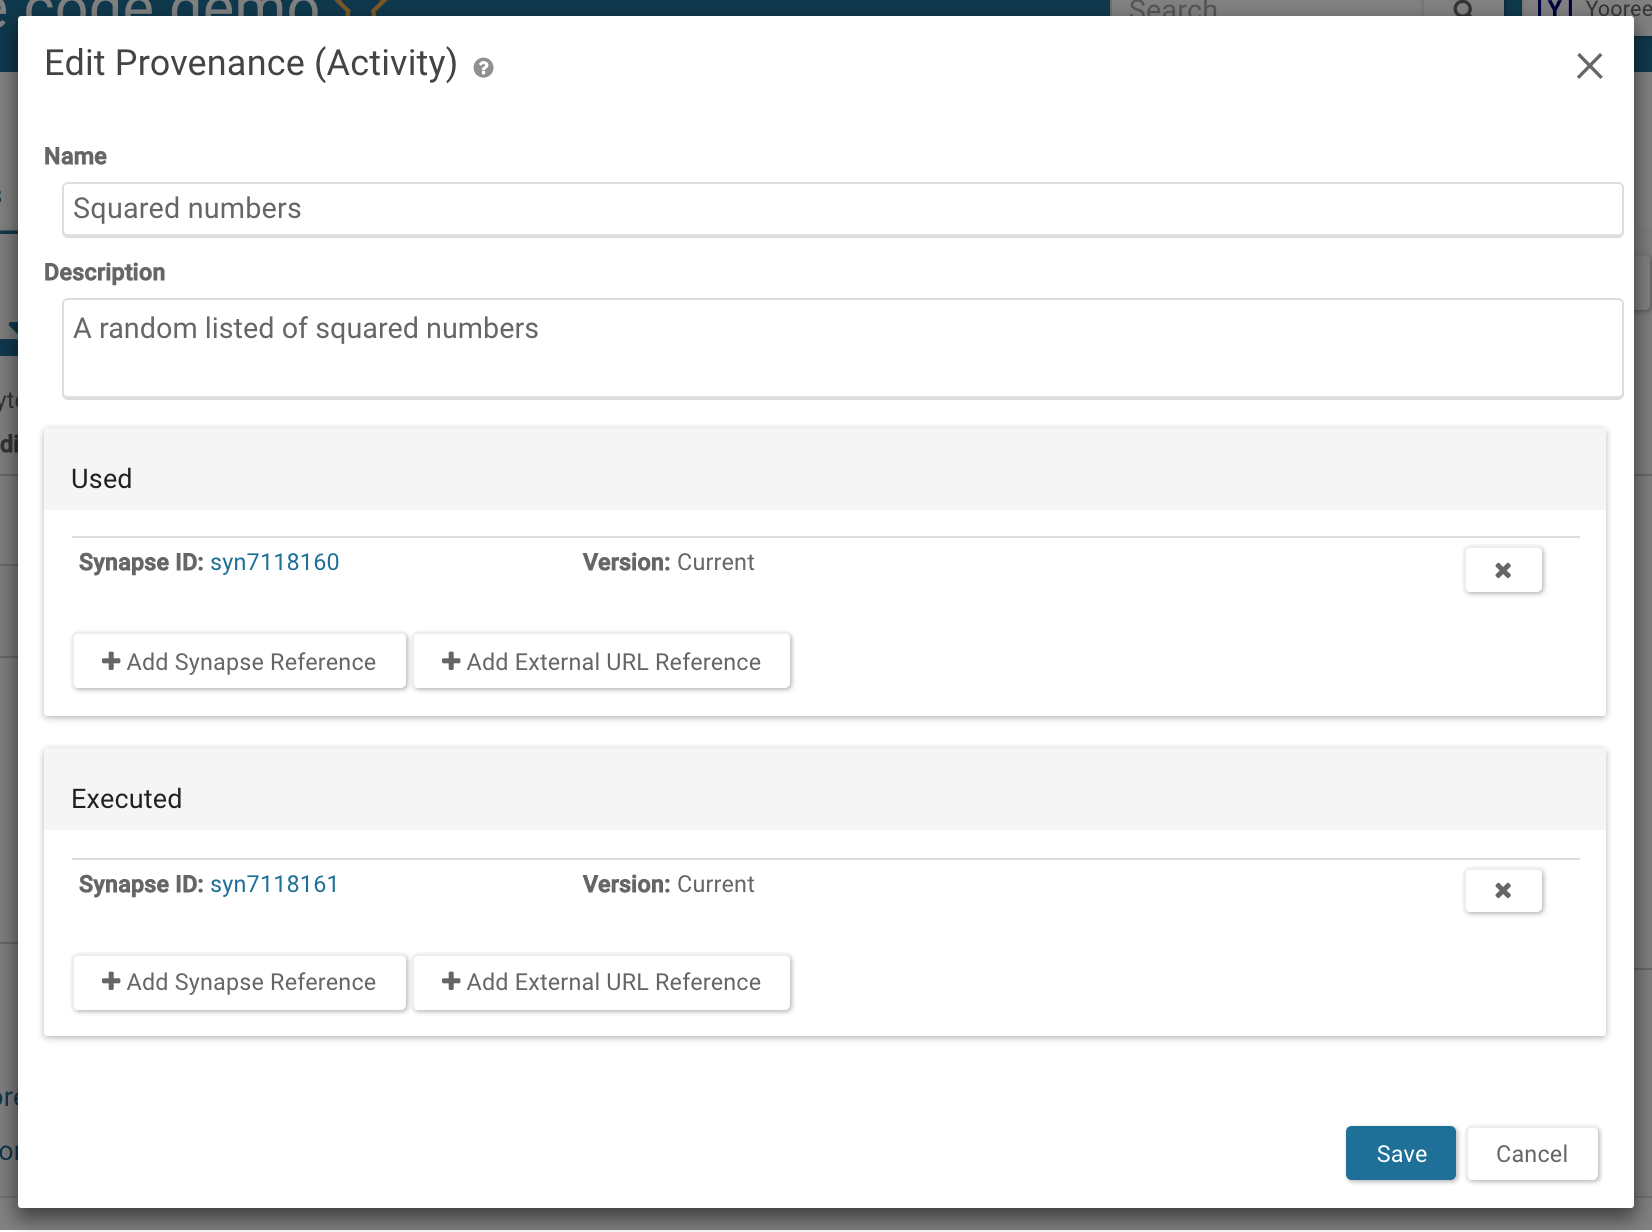 code demo
Search
Yooree
Edit Provenance (Activity)
Name
Squared numbers
Description
A random listed of squared numbers
Used
Synapse ID: syn7118160 Version: Current
Add Synapse Reference Add External URL Reference
Executed
Synapse ID: syn7118161 Version: Current
Add Synapse Reference Add External URL Reference
Save Cancel